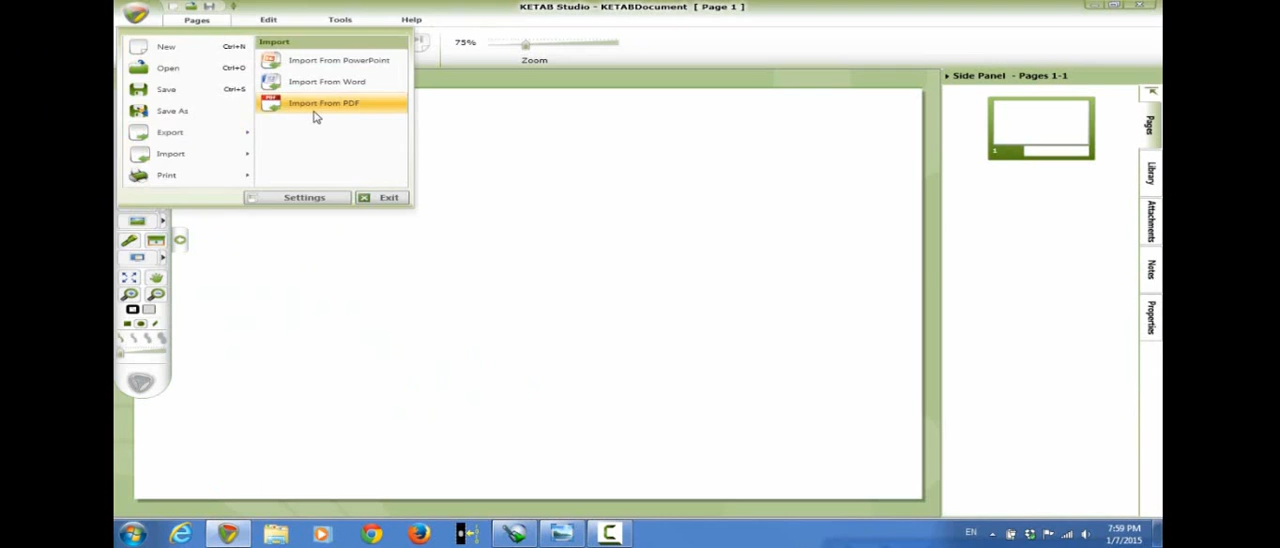 KETAB Studio - KETABDocument [ Page 1 ]
Pages Edit Tools Help
75%
Zoom
New Ctrl+N
Open Ctrl+O
Save Ctrl+S
Save As
Export
Import
Print
Import
Import From PowerPoint
Import From Word
PDF
Import From PDF
Settings Exit
Side Panel - Pages 1-1
1
Pages
Library
Attachments
Notes
Properties
EN
7:59 PM
1/7/2015